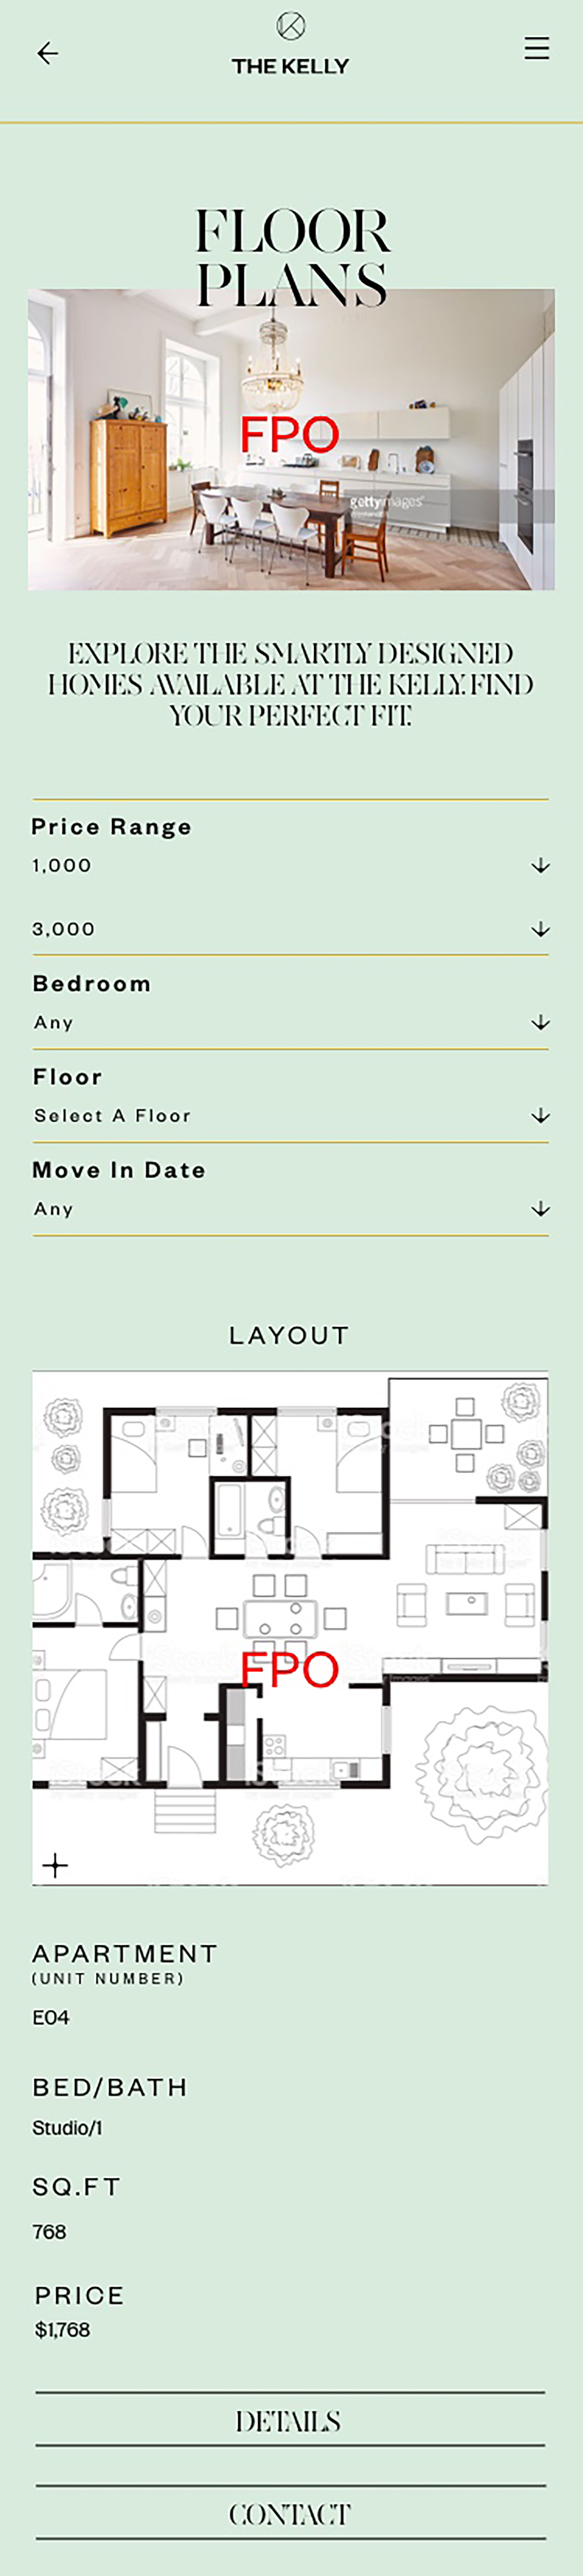 THE KELLY
FLOOR
PLANS
FPO
gettyimages
EXPLORE THE SMARTLY DESIGNED
HOMES AVAILABLE AT THE KELLY. FIND
YOUR PERFECT FIT.
Price Range
1,000
3,000
Bedroom
Any
Floor
Select A Floor
Move In Date
Any
LAYOUT
FPO
APARTMENT
(UNIT NUMBER)
E04
BED/BATH
Studio/1
SQ.FT
768
PRICE
$1,768
DETAILS
CONTACT